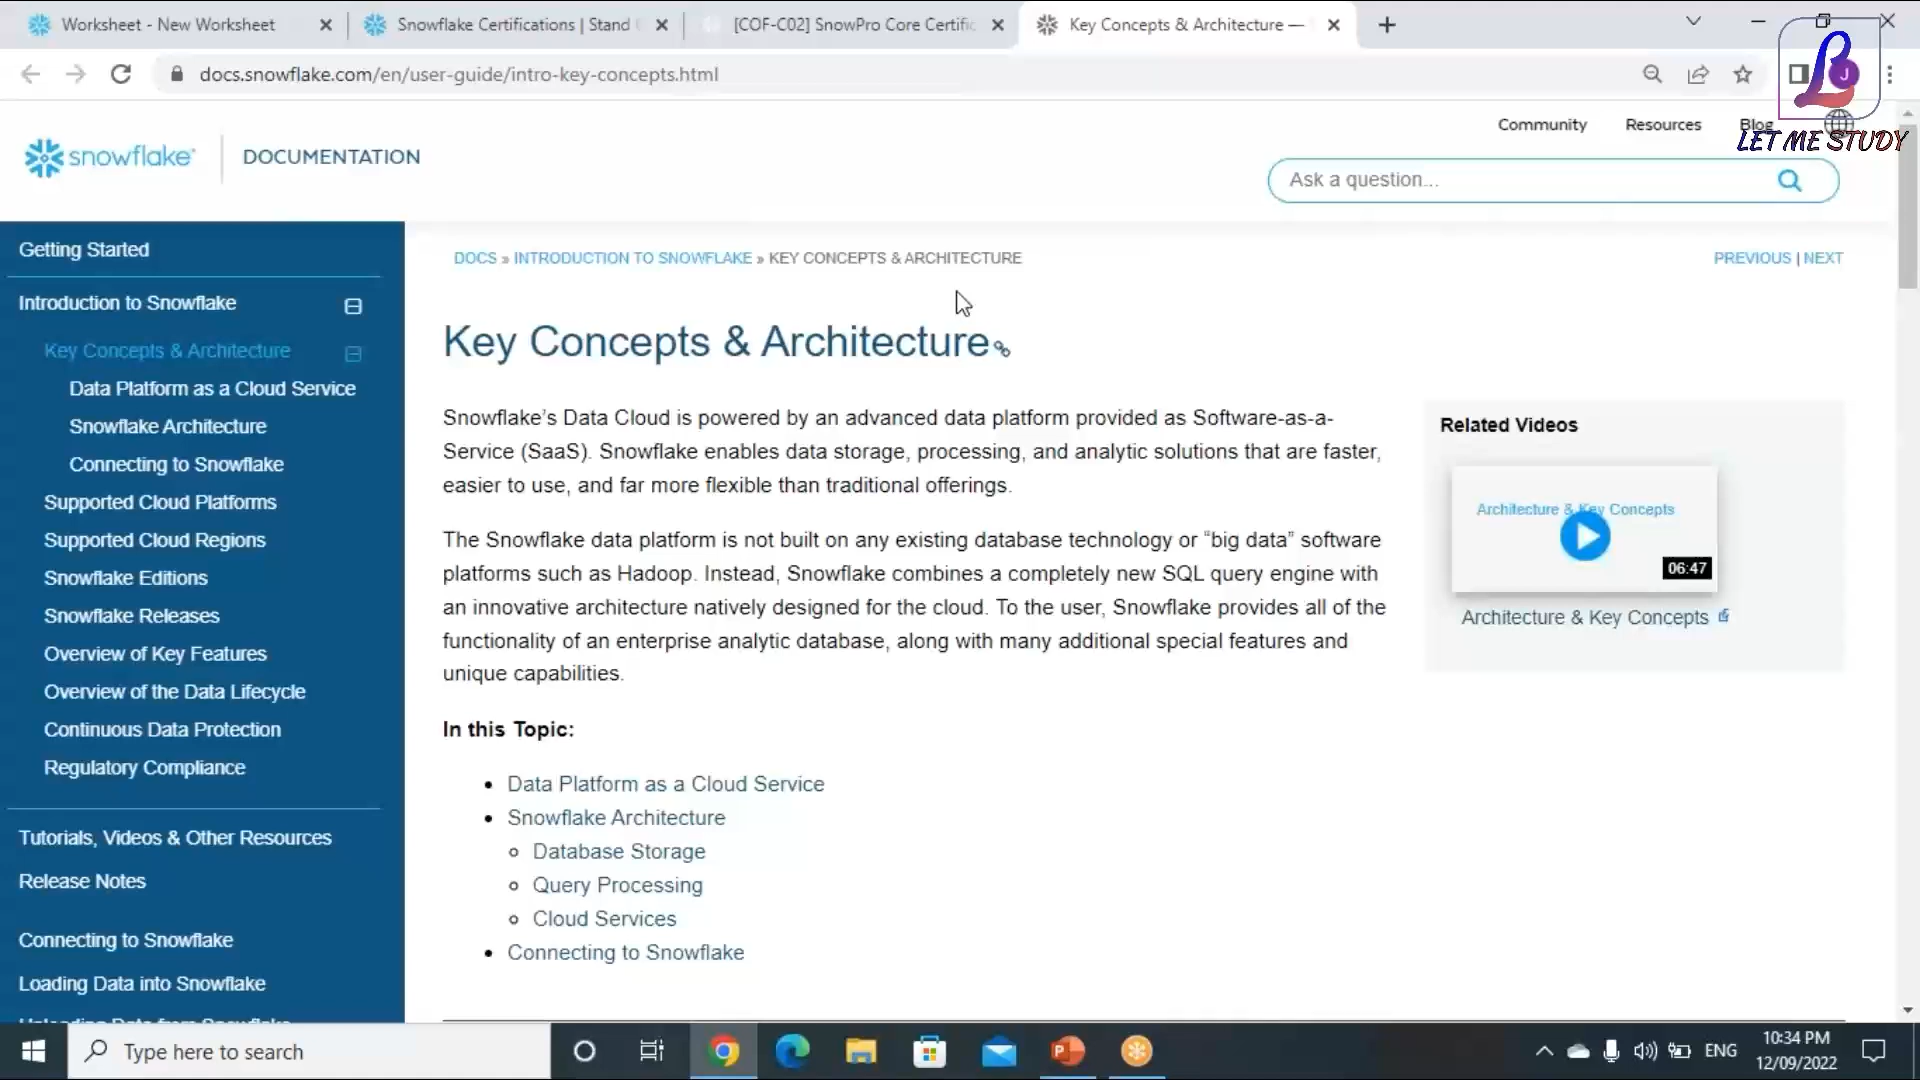 Worksheet - New Worksheet
Snowflake Certifications | Stand
[COF-C02] SnowPro Core Certific
Key Concepts & Architecture —
docs.snowflake.com/en/user-guide/intro-key-concepts.html
J
LET ME STUDY
Community
Resources
Blog
snowflake
DOCUMENTATION
Ask a question...
Getting Started
Introduction to Snowflake
Key Concepts & Architecture
Data Platform as a Cloud Service
Snowflake Architecture
Connecting to Snowflake
Supported Cloud Platforms
Supported Cloud Regions
Snowflake Editions
Snowflake Releases
Overview of Key Features
Overview of the Data Lifecycle
Continuous Data Protection
Regulatory Compliance
Tutorials, Videos & Other Resources
Release Notes
Connecting to Snowflake
Loading Data into Snowflake
DOCS » INTRODUCTION TO SNOWFLAKE » KEY CONCEPTS & ARCHITECTURE
PREVIOUS | NEXT
Key Concepts & Architecture
Snowflake’s Data Cloud is powered by an advanced data platform provided as Software-as-a-
Service (SaaS). Snowflake enables data storage, processing, and analytic solutions that are faster,
easier to use, and far more flexible than traditional offerings.
The Snowflake data platform is not built on any existing database technology or “big data” software
platforms such as Hadoop. Instead, Snowflake combines a completely new SQL query engine with
an innovative architecture natively designed for the cloud. To the user, Snowflake provides all of the
functionality of an enterprise analytic database, along with many additional special features and
unique capabilities.
In this Topic:
Data Platform as a Cloud Service
Snowflake Architecture
Database Storage
Query Processing
Cloud Services
Connecting to Snowflake
Related Videos
Architecture & Key Concepts
06:47
Architecture & Key Concepts
Type here to search
ENG
10:34 PM
12/09/2022